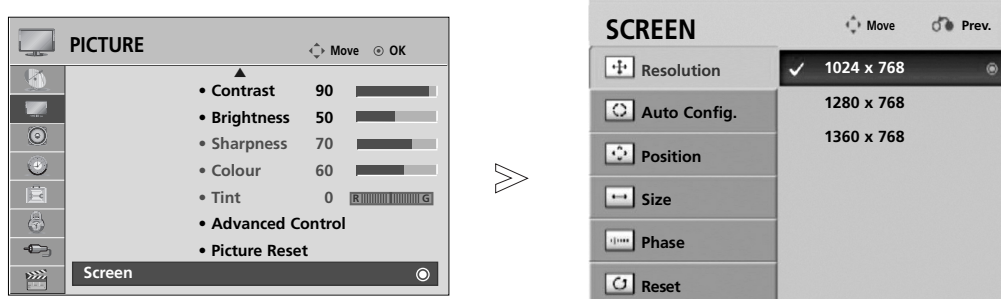 PICTURE
Move OK
• Contrast 90
• Brightness 50
• Sharpness 70
• Colour 60
• Tint 0 R G
• Advanced Control
• Picture Reset
Screen
SCREEN
Move Prev.
Resolution
✓ 1024 x 768
Auto Config.
1280 x 768
Position
1360 x 768
Size
Phase
Reset